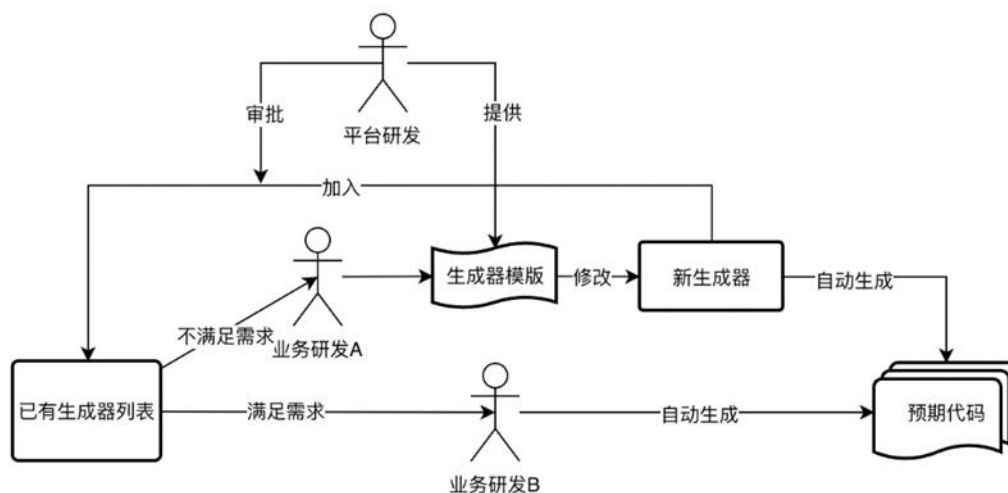 审批
提供
平台研发
加入
生成器模版
修改
新生成器
自动生成
不满足需求
业务研发A
已有生成器列表
满足需求
自动生成
预期代码
业务研发B